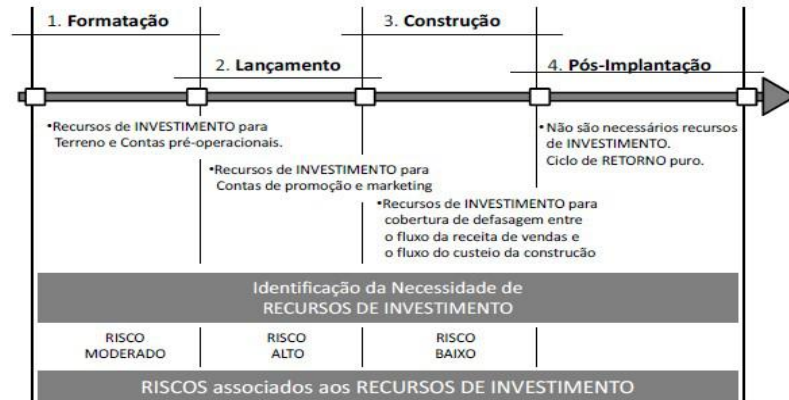 1. Formatação
3. Construção
2. Lançamento
4. Pós-Implantação
•Recursos de INVESTIMENTO para
Terreno e Contas pré-operacionais.
•Recursos de INVESTIMENTO para
Contas de promoção e marketing
•Recursos de INVESTIMENTO para
cobertura de defasagem entre
o fluxo da receita de vendas e
o fluxo do custeio da construcão
•Não são necessários recursos
de INVESTIMENTO.
Ciclo de RETORNO puro.
Identificação da Necessidade de
RECURSOS DE INVESTIMENTO
RISCO
MODERADO
RISCO
ALTO
RISCO
BAIXO
RISCOS associados aos RECURSOS DE INVESTIMENTO